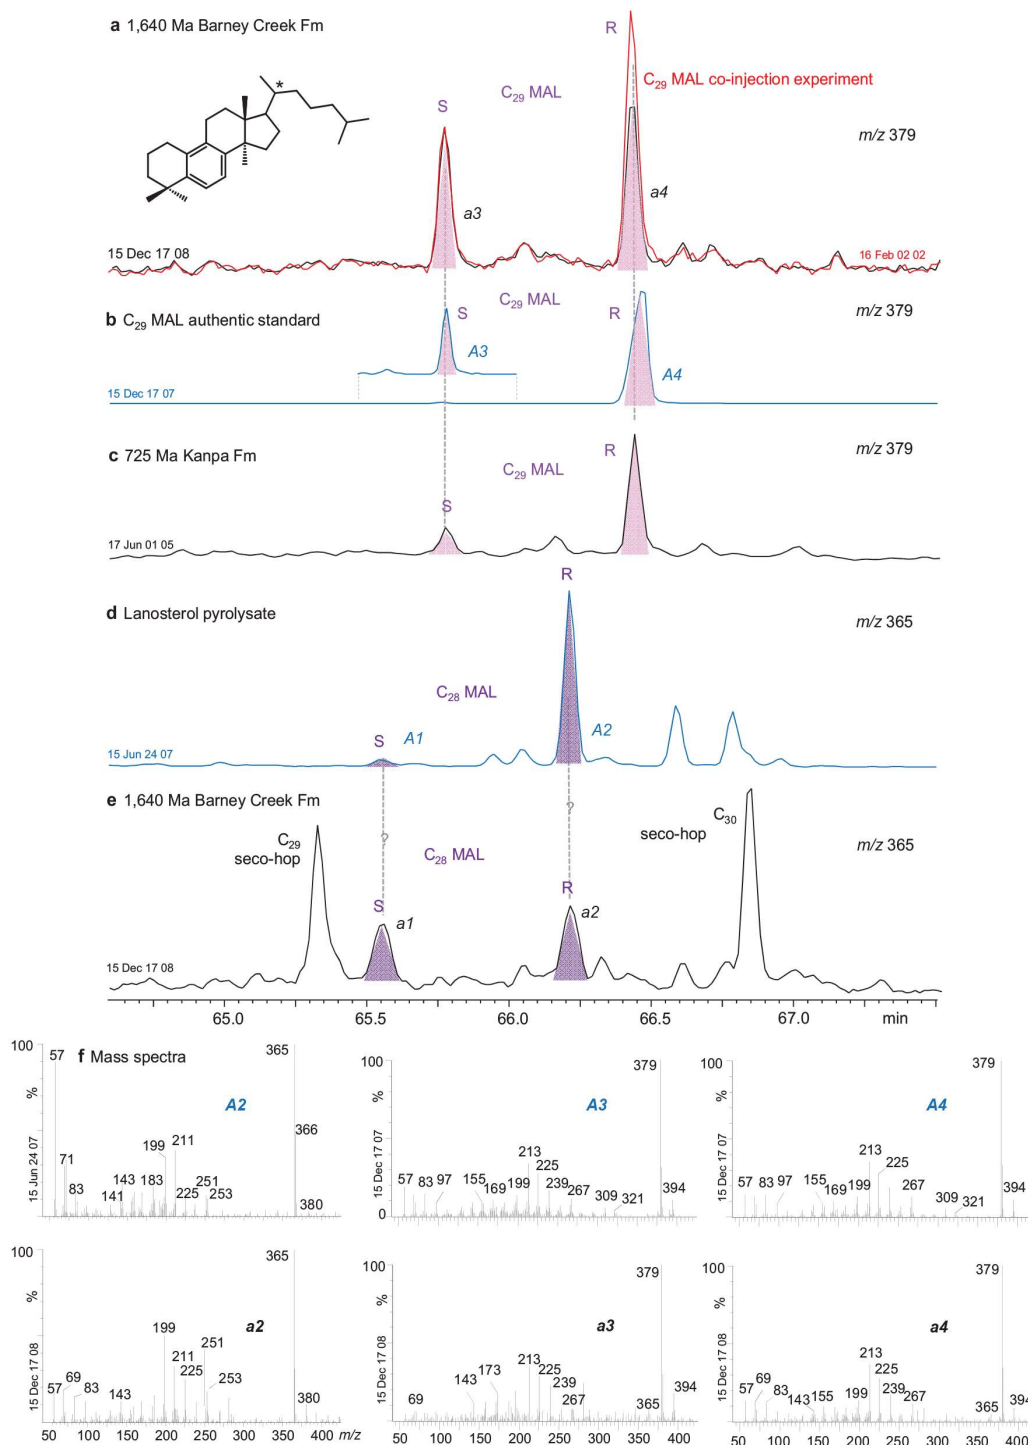 a 1,640 Ma Barney Creek Fm
R
C29 MAL co-injection experiment
S
C29 MAL
*
m/z 379
a3
a4
15 Dec 17 08
16 Feb 02 02
b C29 MAL authentic standard
C29 MAL
S
R
m/z 379
A3
A4
15 Dec 17 07
c 725 Ma Kanpa Fm
R
m/z 379
C29 MAL
S
17 Jun 01 05
R
d Lanosterol pyrolysate
m/z 365
C28 MAL
S
A1
A2
15 Jun 24 07
e 1,640 Ma Barney Creek Fm
?
?
C29
seco-hop
C28 MAL
C30
seco-hop
m/z 365
S
a1
R
a2
15 Dec 17 08
65.0 65.5 66.0 66.5 67.0 min
f Mass spectra
100
%
15 Jun 24 07
A2
57
71
83
141
143
183
199
211
225
251
253
365
366
380
100
%
15 Dec 17 07
0
A3
57
83
97
155
169
199
213
225
239
267
309
321
379
394
100
%
15 Dec 17 07
A4
57
83
97
155
169
199
213
225
267
309
321
379
394
100
%
15 Dec 17 08
a2
57
69
83
143
199
211
225
251
253
365
380
50 100 150 200 250 300 350 m/z
100
%
15 Dec 17 08
a3
69
143
173
213
225
239
267
365
379
394
50 100 150 200 250 300 350 400
100
%
15 Dec 17 08
a4
57
69
83
143
155
199
213
225
239
267
365
379
394
50 100 150 200 250 300 350 400